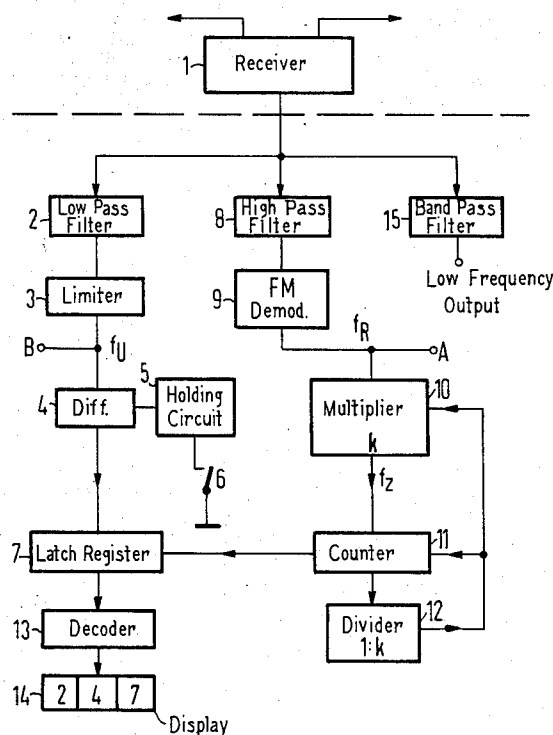 1
Receiver
2
Low Pass
Filter
8
High Pass
Filter
15
Band Pass
Filter
3
Limiter
9
FM
Demod.
Low Frequency
Output
B
fU
fR
A
4
Diff.
5
Holding
Circuit
6
10
Multiplier
k
fz
7
Latch Register
11
Counter
13
Decoder
12
Divider
1:k
14
2 4 7
Display